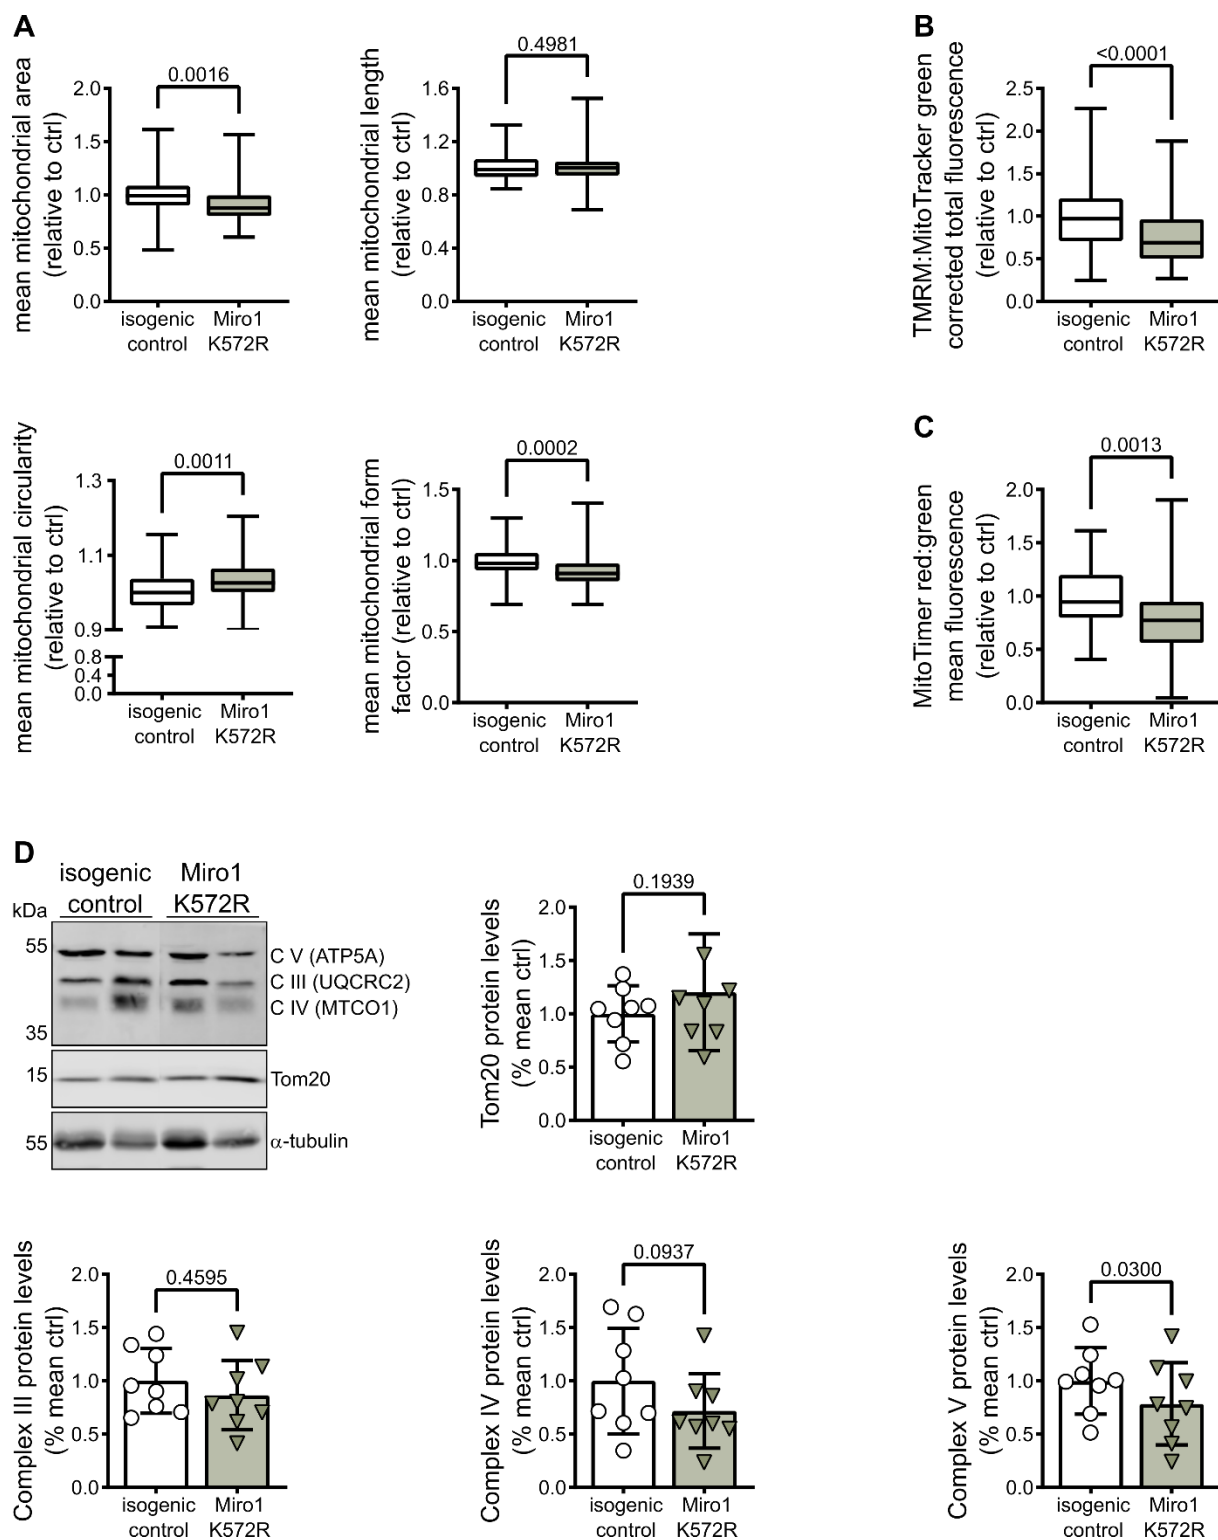 A
mean mitochondrial area
(relative to ctrl)
0.0016
2.0
1.5
1.0
0.5
0.0
isogenic
control
Miro1
K572R
mean mitochondrial length
(relative to ctrl)
0.4981
1.6
1.2
0.8
0.4
0.0
isogenic
control
Miro1
K572R
B
TMRM:MitoTracker green
corrected total fluorescence
(relative to ctrl)
<0.0001
2.5
2.0
1.5
1.0
0.5
0.0
isogenic
control
Miro1
K572R
mean mitochondrial circularity
(relative to ctrl)
0.0011
1.3
1.1
0.9
0.8
0.4
0.0
isogenic
control
Miro1
K572R
mean mitochondrial form
factor (relative to ctrl)
0.0002
1.5
1.0
0.5
0.0
isogenic
control
Miro1
K572R
C
MitoTimer red:green
mean fluorescence
(relative to ctrl)
0.0013
2.0
1.5
1.0
0.5
0.0
isogenic
control
Miro1
K572R
D
isogenic
control
Miro1
K572R
kDa
55
35
15
55
C V (ATP5A)
C III (UQCRC2)
C IV (MTCO1)
Tom20
α-tubulin
Tom20 protein levels
(% mean ctrl)
0.1939
2.0
1.5
1.0
0.5
0.0
isogenic
control
Miro1
K572R
Complex III protein levels
(% mean ctrl)
0.4595
2.0
1.5
1.0
0.5
0.0
isogenic
control
Miro1
K572R
Complex IV protein levels
(% mean ctrl)
0.0937
2.0
1.5
1.0
0.5
0.0
isogenic
control
Miro1
K572R
Complex V protein levels
(% mean ctrl)
0.0300
2.0
1.5
1.0
0.5
0.0
isogenic
control
Miro1
K572R